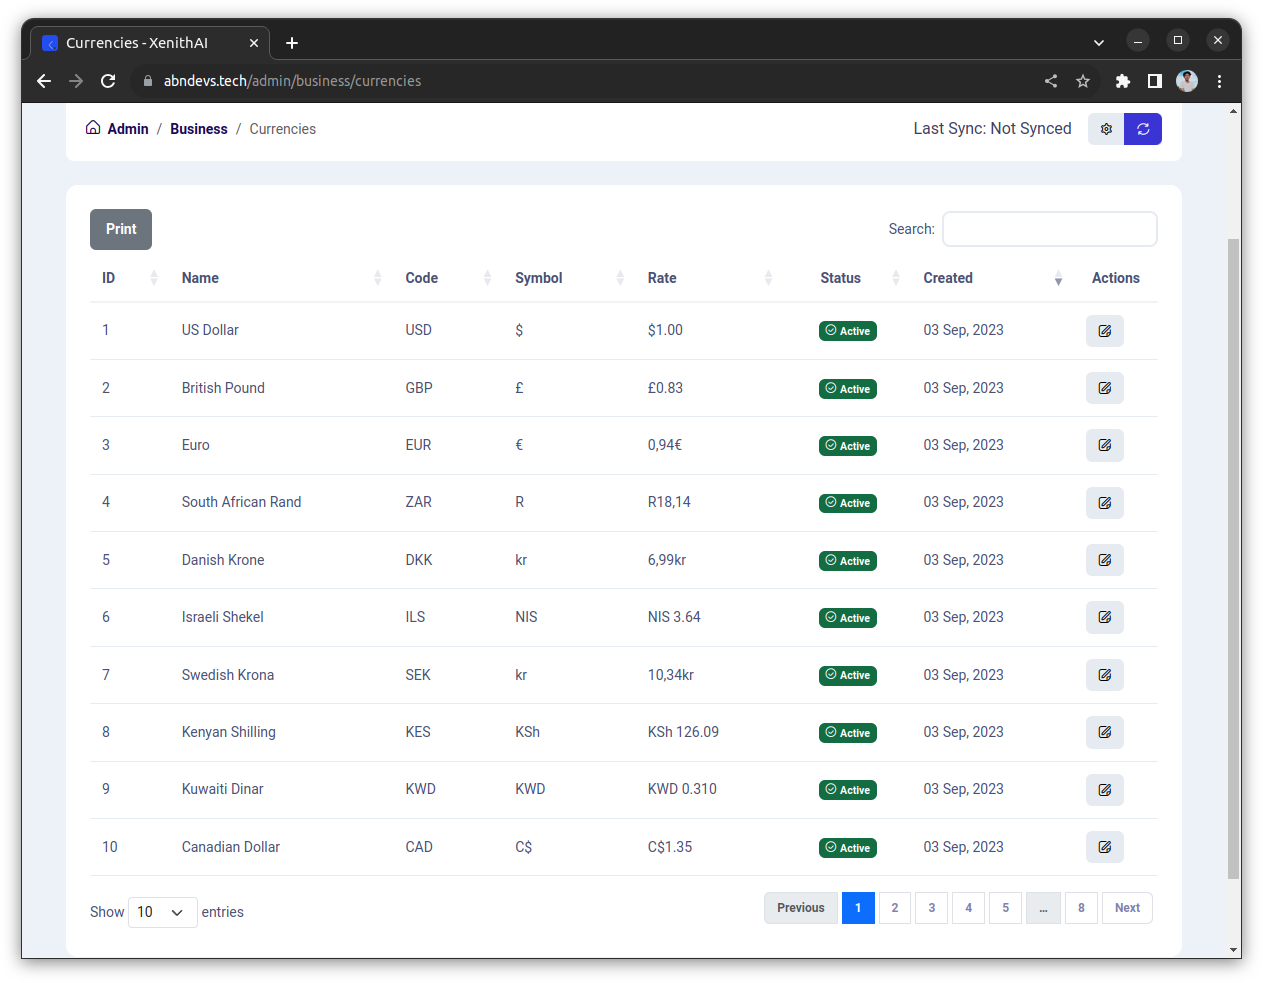 Currencies - XenithAI
abndevs.tech/admin/business/currencies
Admin / Business / Currencies
Last Sync: Not Synced
Print
Search:
ID Name Code Symbol Rate Status Created Actions
1 US Dollar USD $ $1.00 Active 03 Sep, 2023
2 British Pound GBP £ £0.83 Active 03 Sep, 2023
3 Euro EUR € 0,94€ Active 03 Sep, 2023
4 South African Rand ZAR R R18,14 Active 03 Sep, 2023
5 Danish Krone DKK kr 6,99kr Active 03 Sep, 2023
6 Israeli Shekel ILS NIS NIS 3.64 Active 03 Sep, 2023
7 Swedish Krona SEK kr 10,34kr Active 03 Sep, 2023
8 Kenyan Shilling KES KSh KSh 126.09 Active 03 Sep, 2023
9 Kuwaiti Dinar KWD KWD KWD 0.310 Active 03 Sep, 2023
10 Canadian Dollar CAD C$ C$1.35 Active 03 Sep, 2023
Show 10 entries
Previous 1 2 3 4 5 … 8 Next